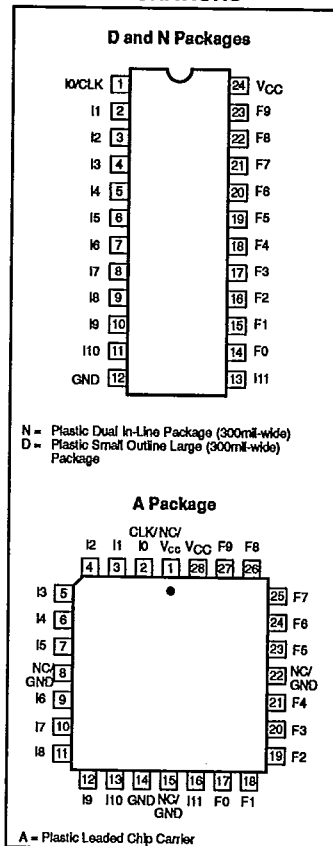 D and N Packages
I0/CLK 1 24 VCC
I1 2 23 F9
I2 3 22 F8
I3 4 21 F7
I4 5 20 F6
I5 6 19 F5
I6 7 18 F4
I7 8 17 F3
I8 9 16 F2
I9 10 15 F1
I10 11 14 F0
GND 12 13 I11
N = Plastic Dual In-Line Package (300mil-wide)
D = Plastic Small Outline Large (300mil-wide)
Package
A Package
CLK/ NC/
I2 I1 I0 VCC VCC F9 F8
4 3 2 1 28 27 26
I3 5 25 F7
I4 6 24 F6
I5 7 23 F5
NC/GND 8 22 NC/GND
I6 9 21 F4
I7 10 20 F3
I8 11 19 F2
12 13 14 15 16 17 18
I9 I10 GND NC/ I11 F0 F1
GND
A = Plastic Leaded Chip Carrier